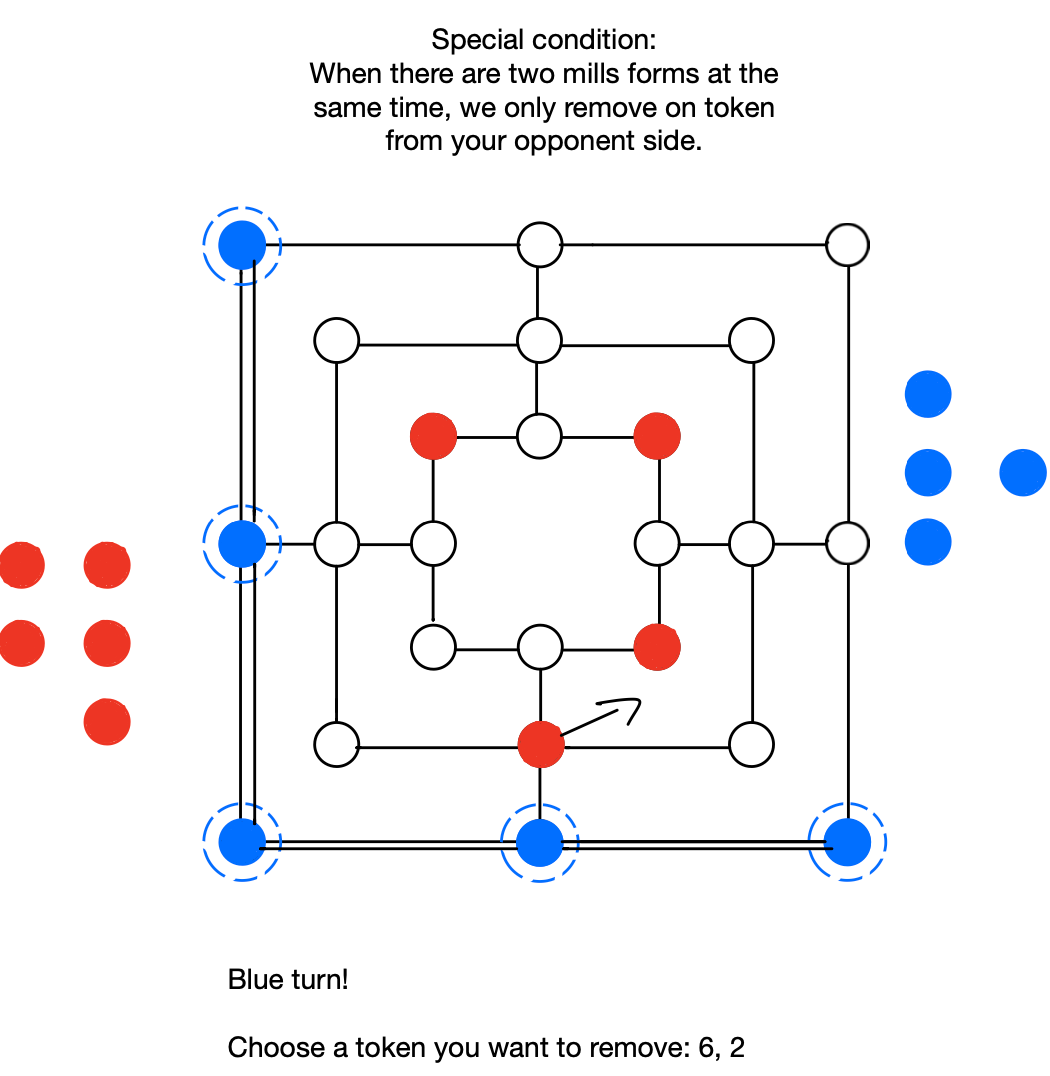 Special condition:
When there are two mills forms at the
same time, we only remove on token
from your opponent side.
Blue turn!
Choose a token you want to remove: 6, 2